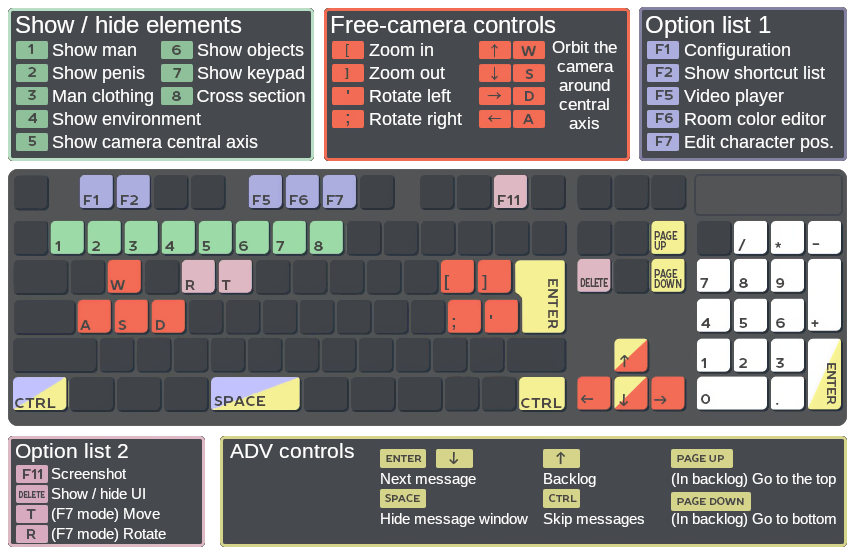 Show / hide elements
1 Show man
6 Show objects
2 Show penis
7 Show keypad
3 Man clothing
8 Cross section
4 Show environment
5 Show camera central axis
Free-camera controls
[ Zoom in
] Zoom out
' Rotate left
; Rotate right
↑ W
↓ S
→ D
← A
Orbit the
camera
around
central
axis
Option list 1
F1 Configuration
F2 Show shortcut list
F5 Video player
F6 Room color editor
F7 Edit character pos.
F1 F2 F5 F6 F7 F11
1 2 3 4 5 6 7 8 PAGE UP / * -
W R T [ ] ENTER DELETE PAGE DOWN 7 8 9 +
A S D ; ' 4 5 6
↑ 1 2 3 ENTER
CTRL SPACE CTRL ← ↓ → 0 .
Option list 2
F11 Screenshot
DELETE Show / hide UI
T (F7 mode) Move
R (F7 mode) Rotate
ADV controls
ENTER ↓
Next message
SPACE
Hide message window
↑
Backlog
CTRL
Skip messages
PAGE UP
(In backlog) Go to the top
PAGE DOWN
(In backlog) Go to bottom